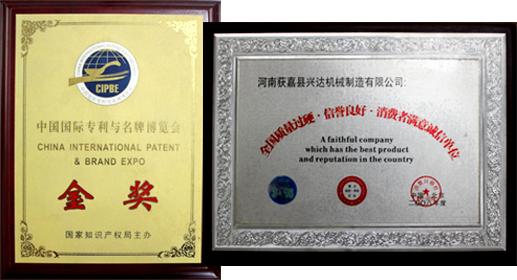 CIPBE
中国国际专利与名牌博览会
CHINA INTERNATIONAL PATENT
& BRAND EXPO
金奖
国家知识产权局主办
河南获嘉县兴达机械制造有限公司:
全国质量过硬·信誉良好·消费者满意诚信单位
A faithful company
which has the best product
and reputation in the country